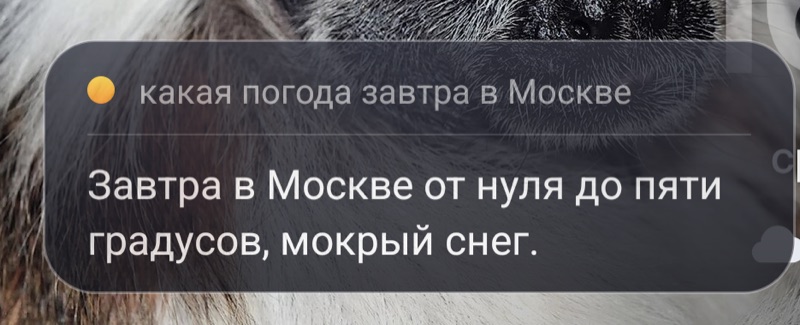 какая погода завтра в Москве
Завтра в Москве от нуля до пяти
градусов, мокрый снег.